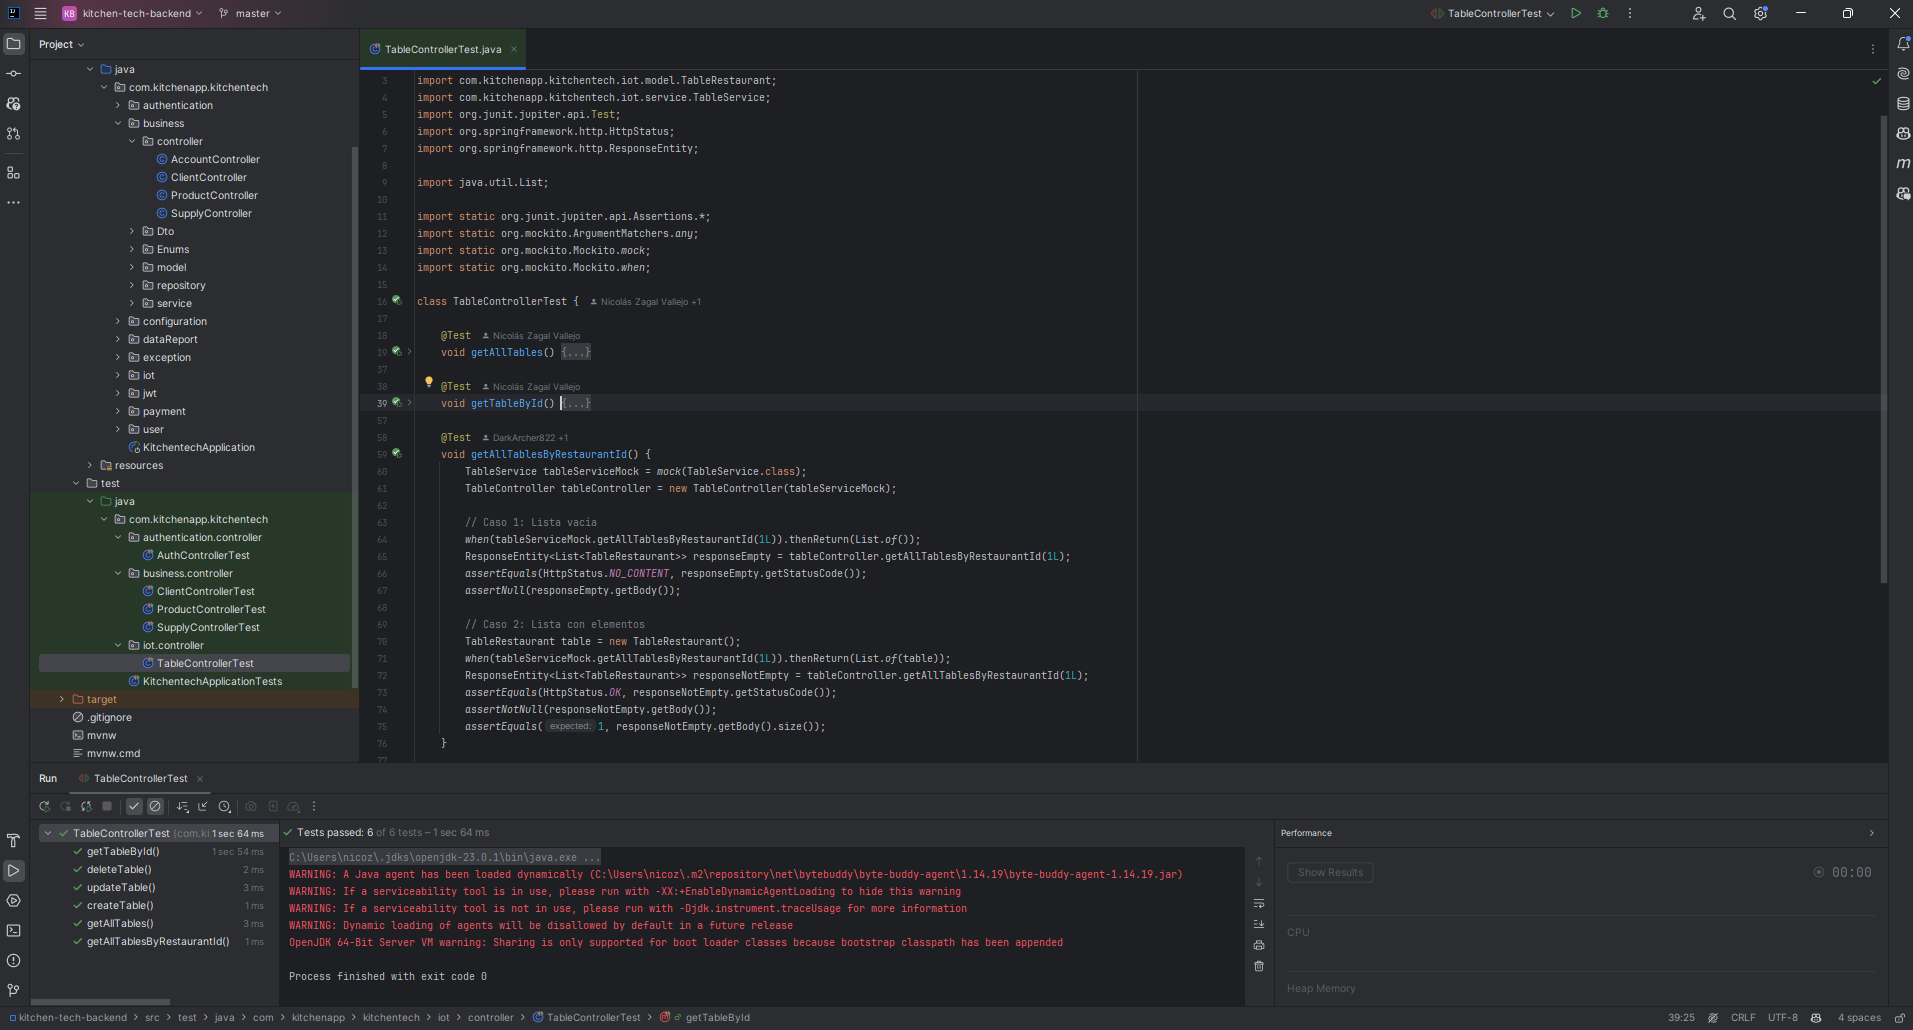 KB kitchen-tech-backend master TableControllerTest
Project
java
com.kitchenapp.kitchentech
authentication
business
controller
AccountController
ClientController
ProductController
SupplyController
Dto
Enums
model
repository
service
configuration
dataReport
exception
iot
jwt
payment
user
KitchentechApplication
resources
test
java
com.kitchenapp.kitchentech
authentication.controller
AuthControllerTest
business.controller
ClientControllerTest
ProductControllerTest
SupplyControllerTest
iot.controller
TableControllerTest
KitchentechApplicationTests
target
.gitignore
mvnw
mvnw.cmd
TableControllerTest.java
3 import com.kitchenapp.kitchentech.iot.model.TableRestaurant;
4 import com.kitchenapp.kitchentech.iot.service.TableService;
5 import org.junit.jupiter.api.Test;
6 import org.springframework.http.HttpStatus;
7 import org.springframework.http.ResponseEntity;
8
9 import java.util.List;
10
11 import static org.junit.jupiter.api.Assertions.*;
12 import static org.mockito.ArgumentMatchers.any;
13 import static org.mockito.Mockito.mock;
14 import static org.mockito.Mockito.when;
15
16 class TableControllerTest { Nicolás Zagal Vallejo +1
17
18 @Test Nicolás Zagal Vallejo
19 void getAllTables() {...}
37
38 @Test Nicolás Zagal Vallejo
39 void getTableById() {...}
57
58 @Test DarkArcher822 +1
59 void getAllTablesByRestaurantId() {
60 TableService tableServiceMock = mock(TableService.class);
61 TableController tableController = new TableController(tableServiceMock);
62
63 // Caso 1: Lista vacía
64 when(tableServiceMock.getAllTablesByRestaurantId(1L)).thenReturn(List.of());
65 ResponseEntity<List<TableRestaurant>> responseEmpty = tableController.getAllTablesByRestaurantId(1L);
66 assertEquals(HttpStatus.NO_CONTENT, responseEmpty.getStatusCode());
67 assertNull(responseEmpty.getBody());
68
69 // Caso 2: Lista con elementos
70 TableRestaurant table = new TableRestaurant();
71 when(tableServiceMock.getAllTablesByRestaurantId(1L)).thenReturn(List.of(table));
72 ResponseEntity<List<TableRestaurant>> responseNotEmpty = tableController.getAllTablesByRestaurantId(1L);
73 assertEquals(HttpStatus.OK, responseNotEmpty.getStatusCode());
74 assertNotNull(responseNotEmpty.getBody());
75 assertEquals( expected: 1, responseNotEmpty.getBody().size());
76 }
77
Run TableControllerTest
TableControllerTest (com.ki 1 sec 64 ms
getTableById() 1 sec 54 ms
deleteTable() 2 ms
updateTable() 3 ms
createTable() 1 ms
getAllTables() 3 ms
getAllTablesByRestaurantId() 1 ms
Tests passed: 6 of 6 tests – 1 sec 64 ms
C:\Users\nicoz\.jdks\openjdk-23.0.1\bin\java.exe ...
WARNING: A Java agent has been loaded dynamically (C:\Users\nicoz\.m2\repository\net\bytebuddy\byte-buddy-agent\1.14.19\byte-buddy-agent-1.14.19.jar)
WARNING: If a serviceability tool is in use, please run with -XX:+EnableDynamicAgentLoading to hide this warning
WARNING: If a serviceability tool is not in use, please run with -Djdk.instrument.traceUsage for more information
WARNING: Dynamic loading of agents will be disallowed by default in a future release
OpenJDK 64-Bit Server VM warning: Sharing is only supported for boot loader classes because bootstrap classpath has been appended
Process finished with exit code 0
Performance
Show Results 00:00
CPU
Heap Memory
kitchen-tech-backend > src > test > java > com > kitchenapp > kitchentech > iot > controller > TableControllerTest > getTableById 39:25 CRLF UTF-8 4 spaces